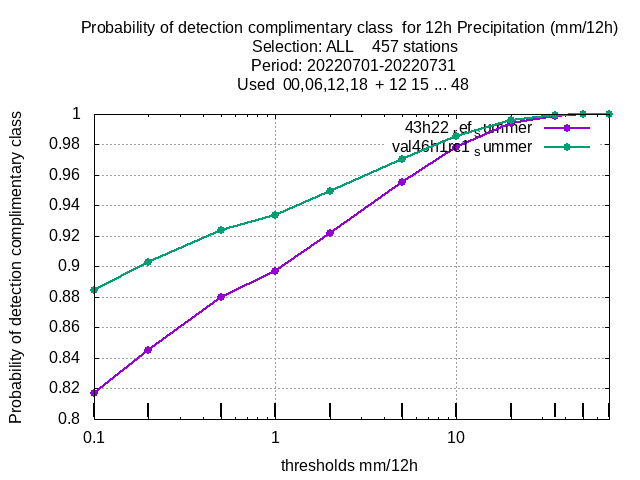 Probability of detection complimentary class for 12h Precipitation (mm/12h)
Selection: ALL 457 stations
Period: 20220701-20220731
Used 00,06,12,18 + 12 15 ... 48
Probability of detection complimentary class
1
0.98
0.96
0.94
0.92
0.9
0.88
0.86
0.84
0.82
0.8
43h22ref summer
val46h1rc1summer
0.1
1
10
thresholds mm/12h